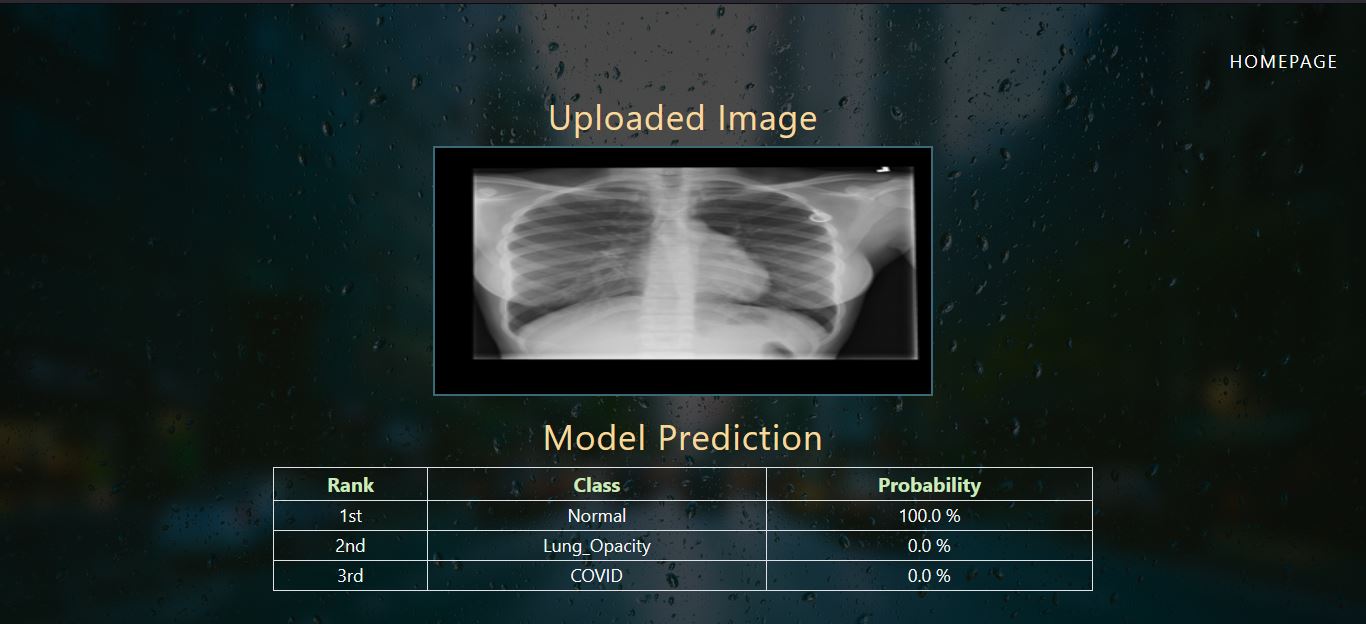 HOMEPAGE
Uploaded Image
Model Prediction
Rank Class Probability
1st Normal 100.0 %
2nd Lung_Opacity 0.0 %
3rd COVID 0.0 %